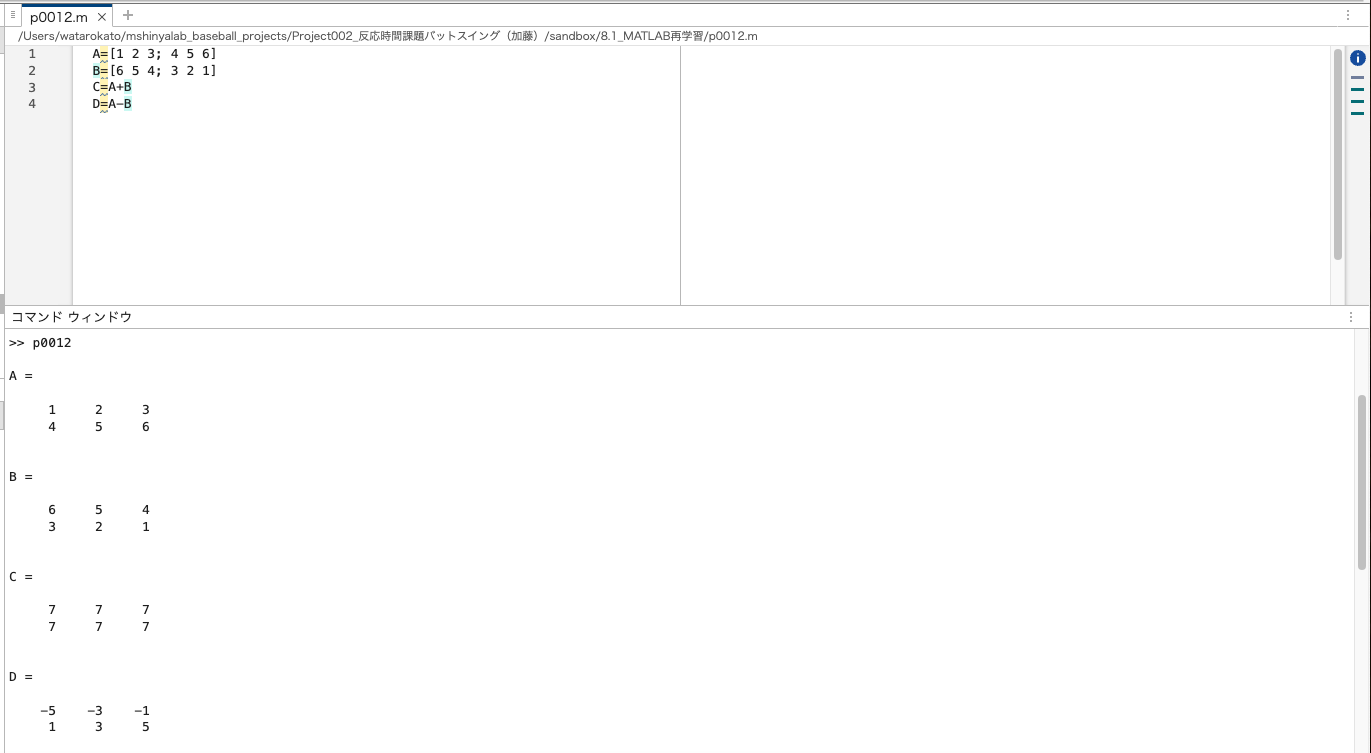 p0012.m
/Users/watarokato/mshinyalab_baseball_projects/Project002_反応時間課題バットスイング（加藤）/sandbox/8.1_MATLAB再学習/p0012.m
1 A=[1 2 3; 4 5 6]
2 B=[6 5 4; 3 2 1]
3 C=A+B
4 D=A-B
コマンド ウィンドウ
>> p0012
A =
1 2 3
4 5 6
B =
6 5 4
3 2 1
C =
7 7 7
7 7 7
D =
-5 -3 -1
1 3 5